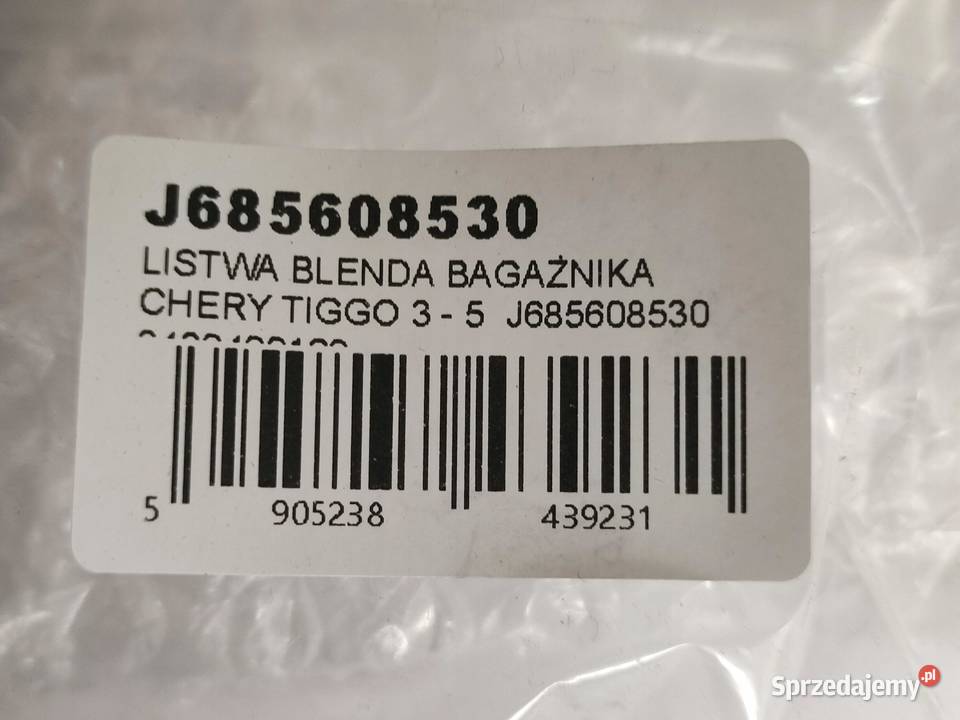 J685608530
LISTWA BLENDA BAGAŻNIKA
CHERY TIGGO 3 - 5 J685608530
5 905238 439231
Sprzedajemy.pl